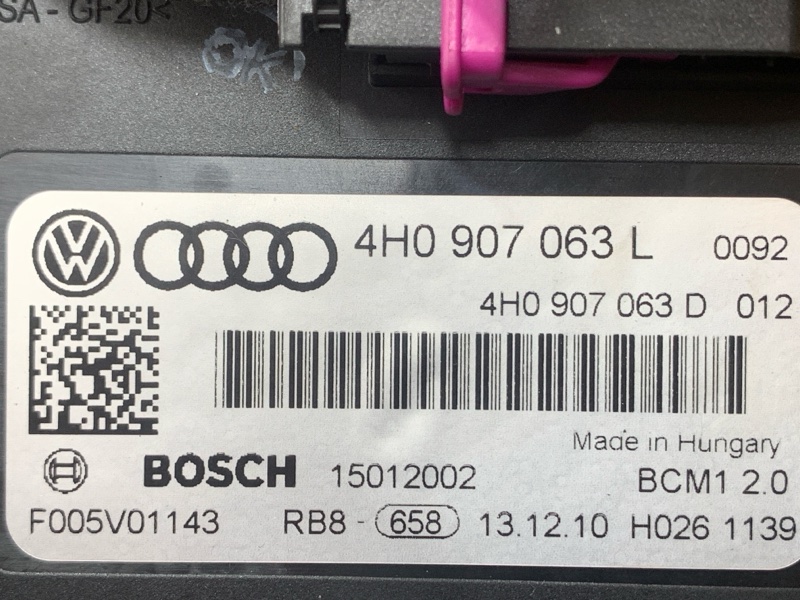 SA - GF20<
OK
4H0 907 063 L 0092
4H0 907 063 D 012
Made in Hungary
BOSCH 15012002 BCM1 2.0
F005V01143 RB8 - 658 13.12.10 H026 1139